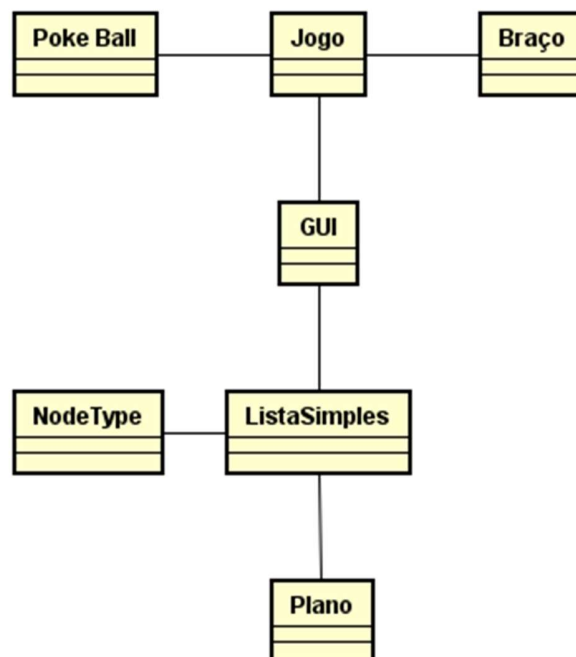 Poke Ball
Jogo
Braço
GUI
NodeType
ListaSimples
Plano